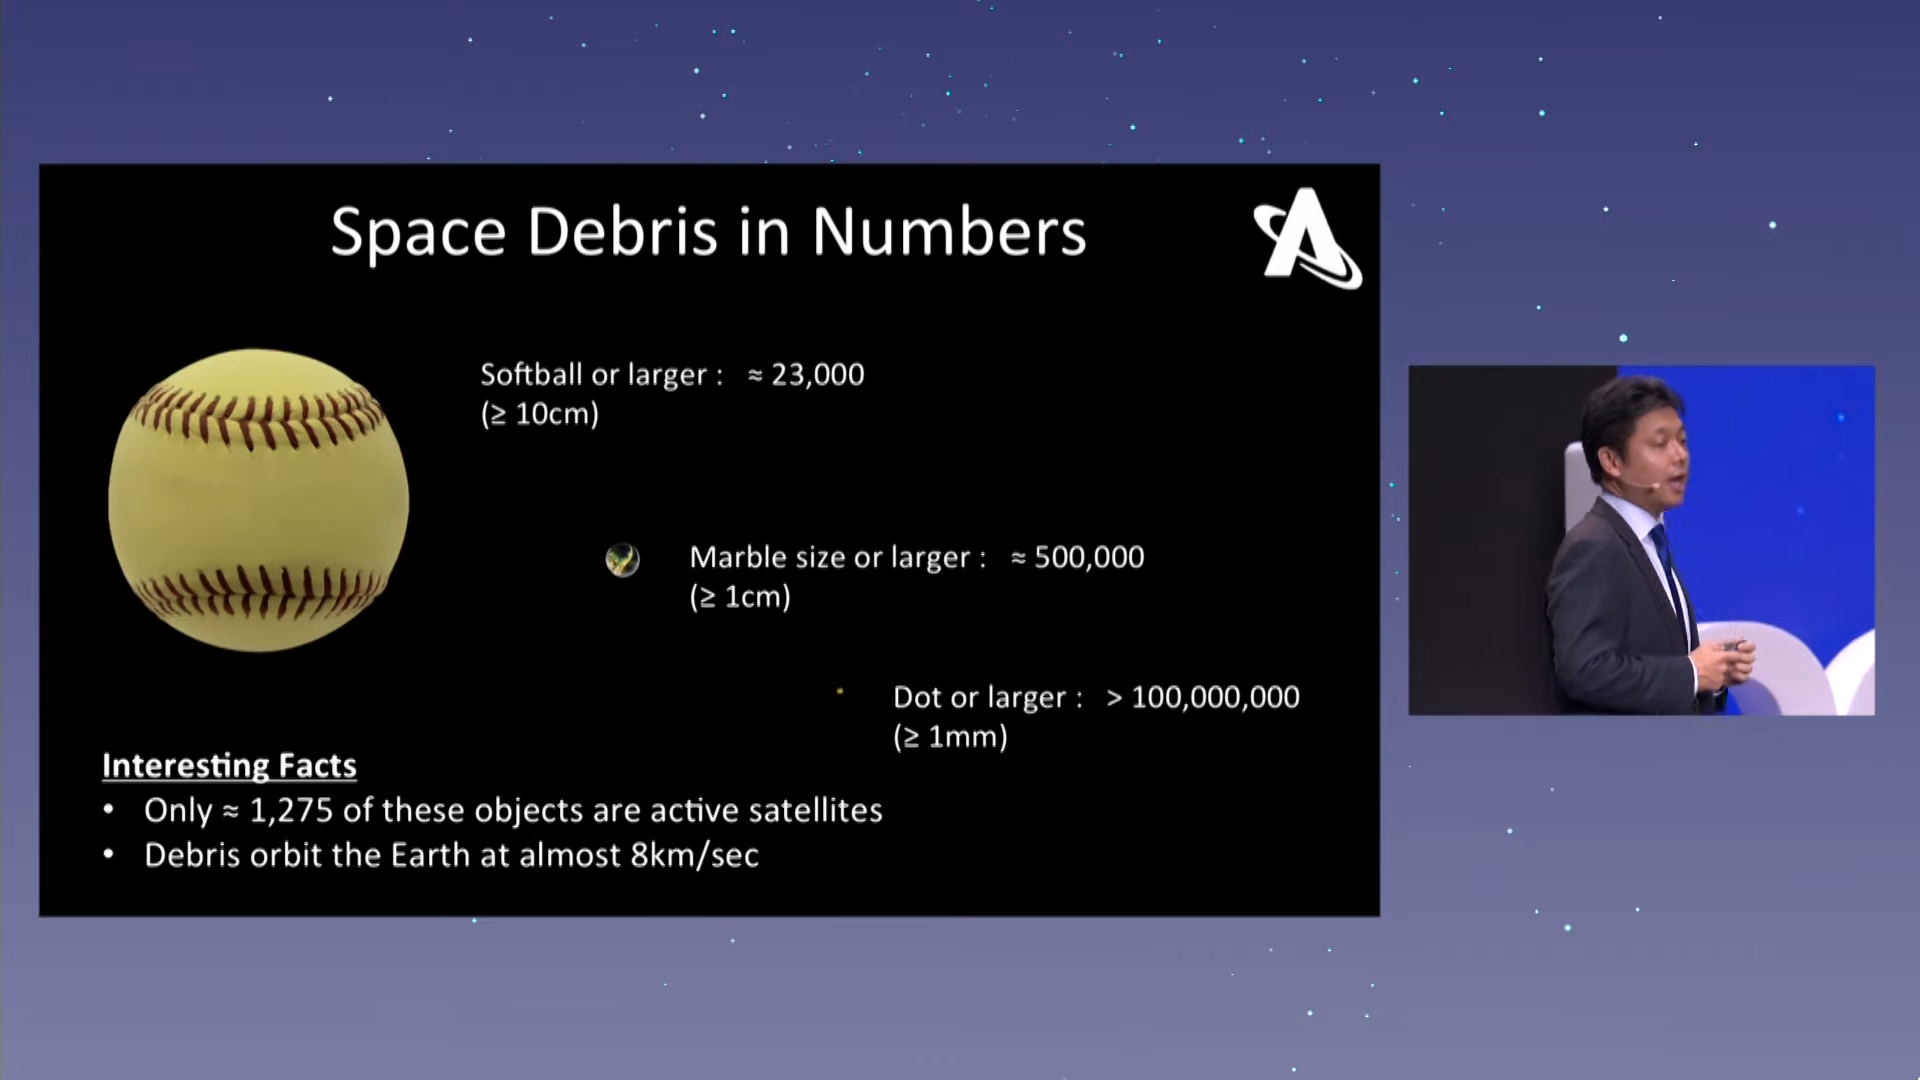 Space Debris in Numbers
Softball or larger : ≈ 23,000
(≥ 10cm)
Marble size or larger : ≈ 500,000
(≥ 1cm)
Dot or larger : > 100,000,000
(≥ 1mm)
Interesting Facts
• Only ≈ 1,275 of these objects are active satellites
• Debris orbit the Earth at almost 8km/sec